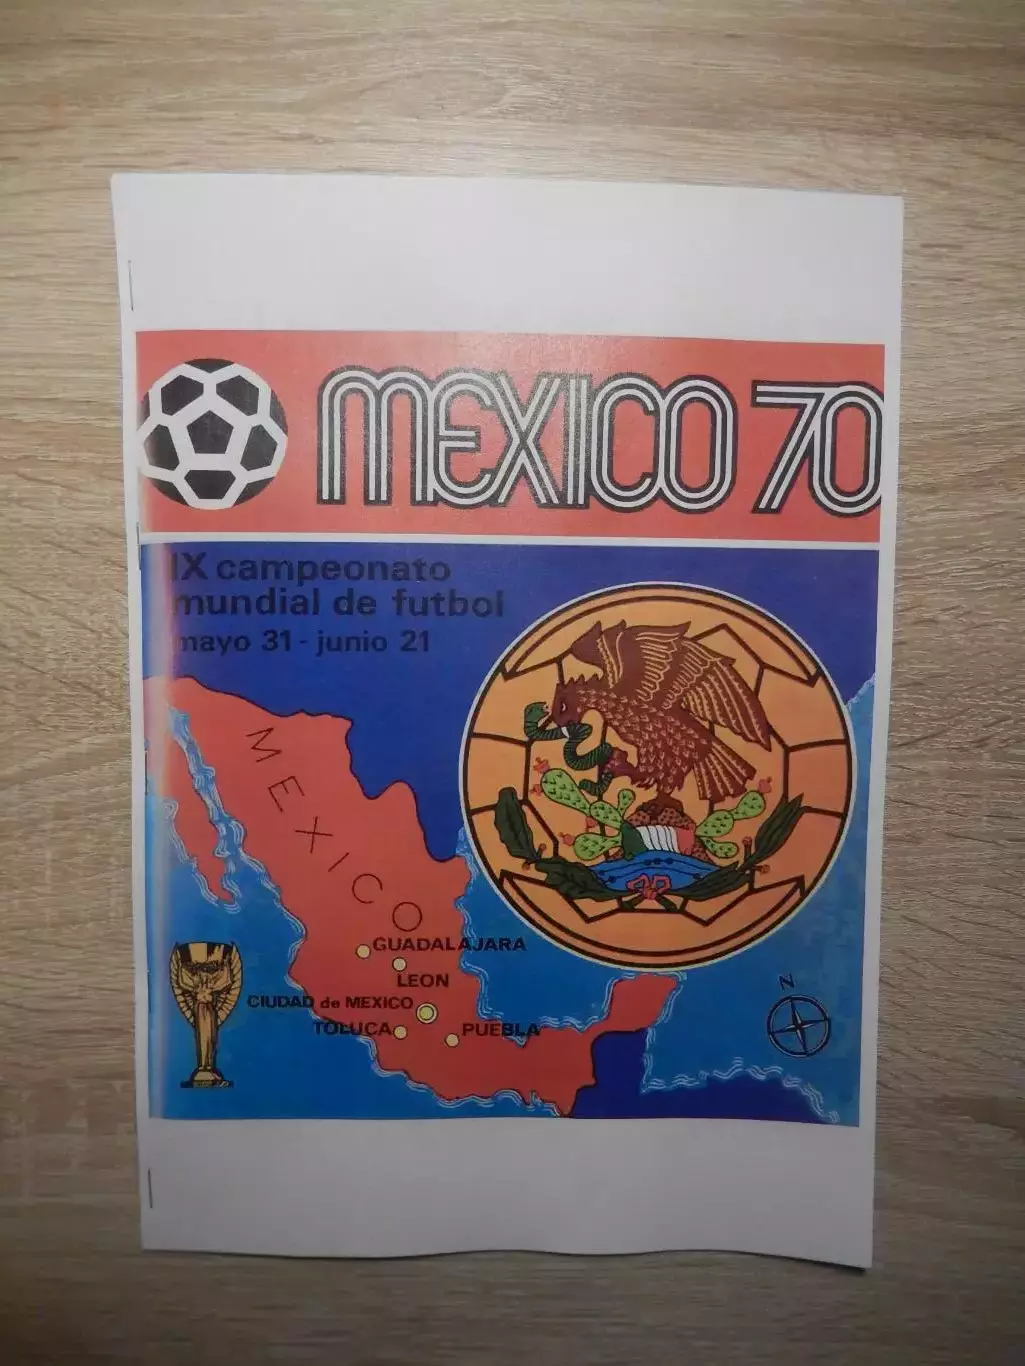 MEXICO 70
IX campeonato
mundial de futbol
mayo 31 - junio 21
MEXICO
GUADALAJARA
LEON
CIUDAD de MEXICO
TOLUCA
PUEBLA
N